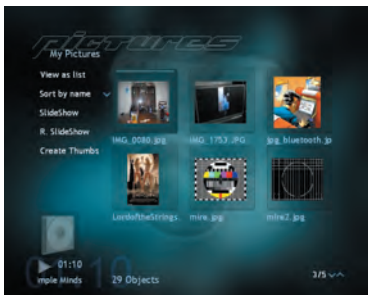 pictures
My Pictures
View as list
Sort by name
SlideShow
R. SlideShow
Create Thumbs
IMG_0080.jpg
IMG_1753.JPG
jpg_bluetooth.jp
LordoftheStrings.
mire.jpg
mire2.jpg
01:10
mple Minds
29 Objects
3/5